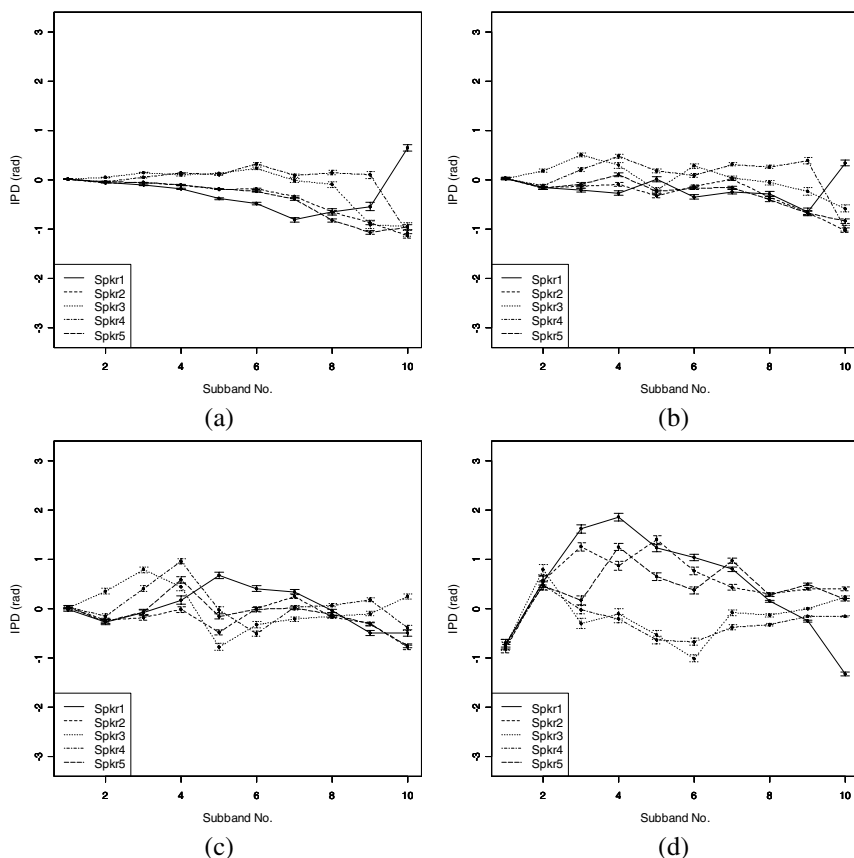 3
2
1
0
-1
-2
-3
IPD (rad)
Spkr1
Spkr2
Spkr3
Spkr4
Spkr5
2 4 6 8 10
Subband No.
(a)
3
2
1
0
-1
-2
-3
IPD (rad)
Spkr1
Spkr2
Spkr3
Spkr4
Spkr5
2 4 6 8 10
Subband No.
(b)
3
2
1
0
-1
-2
-3
IPD (rad)
Spkr1
Spkr2
Spkr3
Spkr4
Spkr5
2 4 6 8 10
Subband No.
(c)
3
2
1
0
-1
-2
-3
IPD (rad)
Spkr1
Spkr2
Spkr3
Spkr4
Spkr5
2 4 6 8 10
Subband No.
(d)